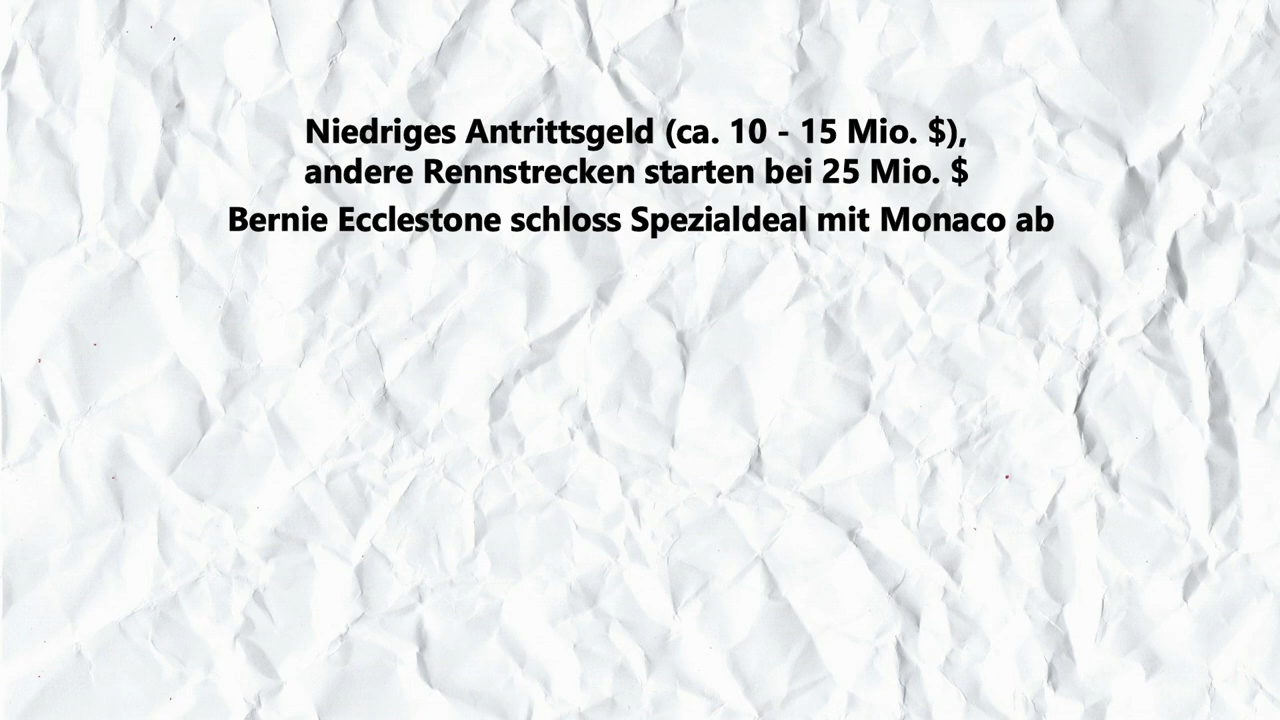 Niedriges Antrittsgeld (ca. 10 - 15 Mio. $),
andere Rennstrecken starten bei 25 Mio. $
Bernie Ecclestone schloss Spezialdeal mit Monaco ab